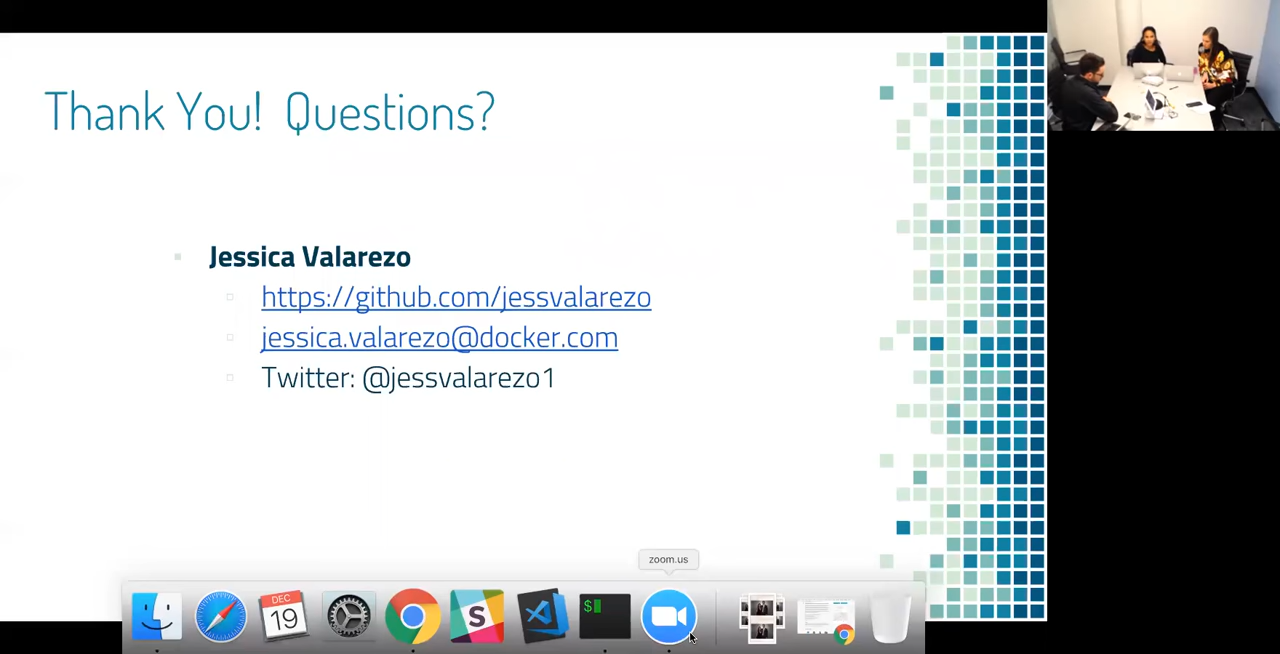 Thank You! Questions?
Jessica Valarezo
https://github.com/jessvalarezo
jessica.valarezo@docker.com
Twitter: @jessvalarezo1
zoom.us
DEC
19
$
S